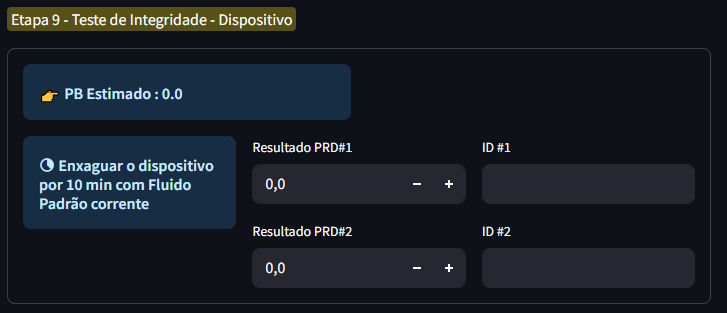 Etapa 9 - Teste de Integridade - Dispositivo
👉 PB Estimado : 0.0
Enxaguar o dispositivo
por 10 min com Fluido
Padrão corrente
Resultado PRD#1
ID #1
0,0
Resultado PRD#2
ID #2
0,0